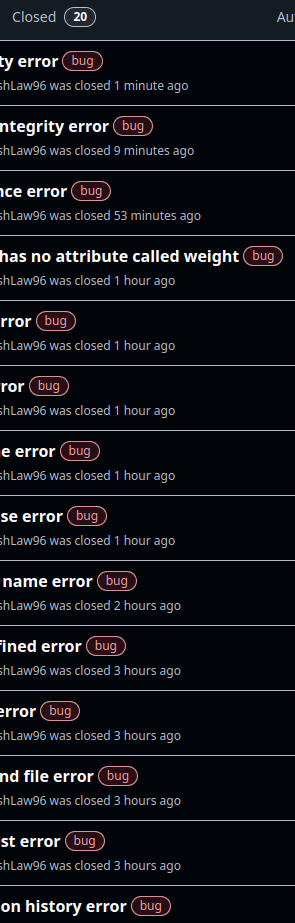 Closed 20 Au
ty error bug
shLaw96 was closed 1 minute ago
ntegrity error bug
shLaw96 was closed 9 minutes ago
nce error bug
shLaw96 was closed 53 minutes ago
has no attribute called weight bug
shLaw96 was closed 1 hour ago
rror bug
shLaw96 was closed 1 hour ago
ror bug
shLaw96 was closed 1 hour ago
e error bug
shLaw96 was closed 1 hour ago
se error bug
shLaw96 was closed 1 hour ago
name error bug
shLaw96 was closed 2 hours ago
fined error bug
shLaw96 was closed 3 hours ago
error bug
shLaw96 was closed 3 hours ago
nd file error bug
shLaw96 was closed 3 hours ago
st error bug
shLaw96 was closed 3 hours ago
on history error bug